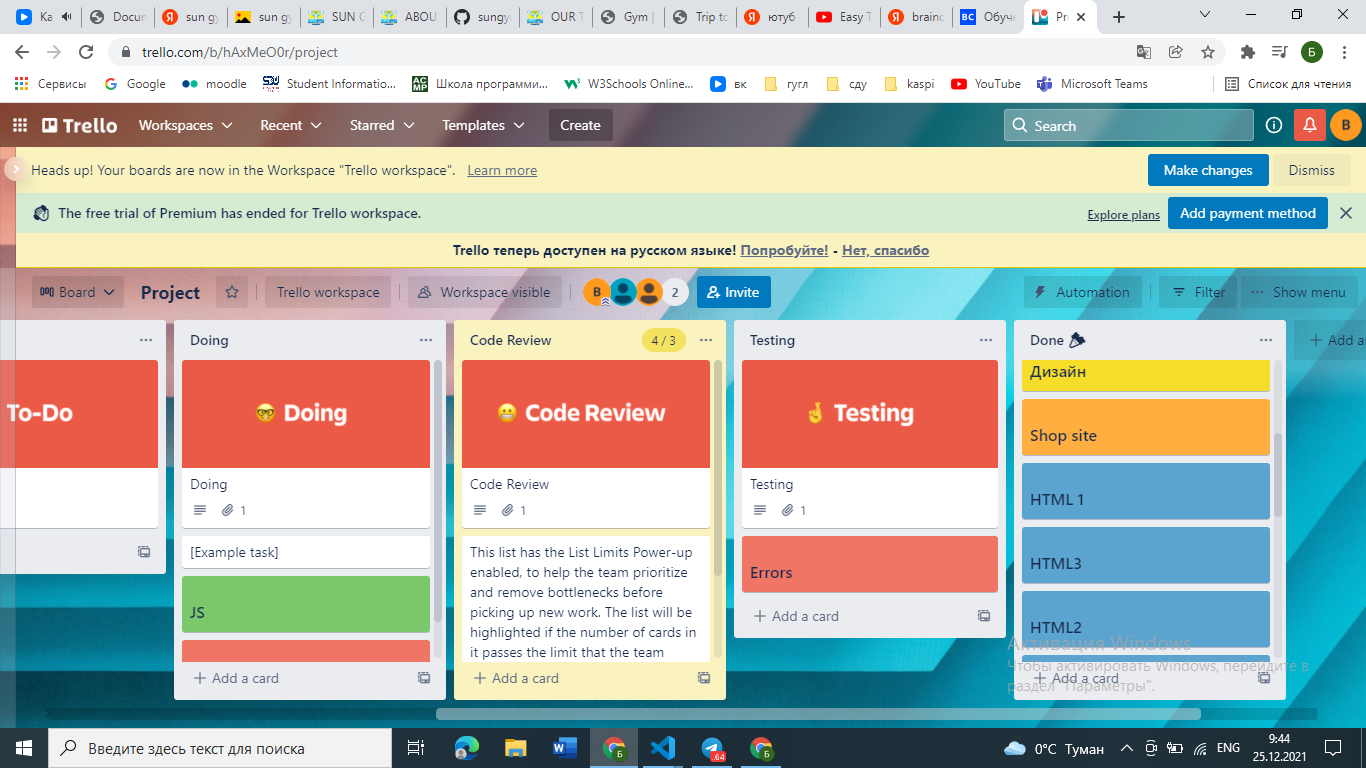 Ка
Docum
sun gy
sun gy
SUN G
ABOU
sungy
OUR T
Gym |
Trip to
ютуб
Easy T
brainc
Обуче
Pr
trello.com/b/hAxMeO0r/project
Б
Сервисы
Google
moodle
Student Informatio...
Школа программи...
W3Schools Online...
вк
гугл
сду
kaspi
YouTube
Microsoft Teams
Список для чтения
Trello
Workspaces
Recent
Starred
Templates
Create
Search
B
Heads up! Your boards are now in the Workspace "Trello workspace". Learn more
Make changes
Dismiss
The free trial of Premium has ended for Trello workspace.
Explore plans
Add payment method
Trello теперь доступен на русском языке! Попробуйте! - Нет, спасибо
Board
Project
Trello workspace
Workspace visible
B
2
Invite
Automation
Filter
Show menu
To-Do
Doing
Doing
Doing
1
[Example task]
JS
+ Add a card
Code Review
4 / 3
Code Review
Code Review
1
This list has the List Limits Power-up
enabled, to help the team prioritize
and remove bottlenecks before
picking up new work. The list will be
highlighted if the number of cards in
it passes the limit that the team
+ Add a card
Testing
Testing
Testing
1
Errors
+ Add a card
Done
Дизайн
Shop site
HTML 1
HTML3
HTML2
+ Add a card
+ Add a
Активация Windows
Чтобы активировать Windows, перейдите в
раздел "Параметры".
Введите здесь текст для поиска
64
Б
Б
0°C Туман
ENG
9:44
25.12.2021